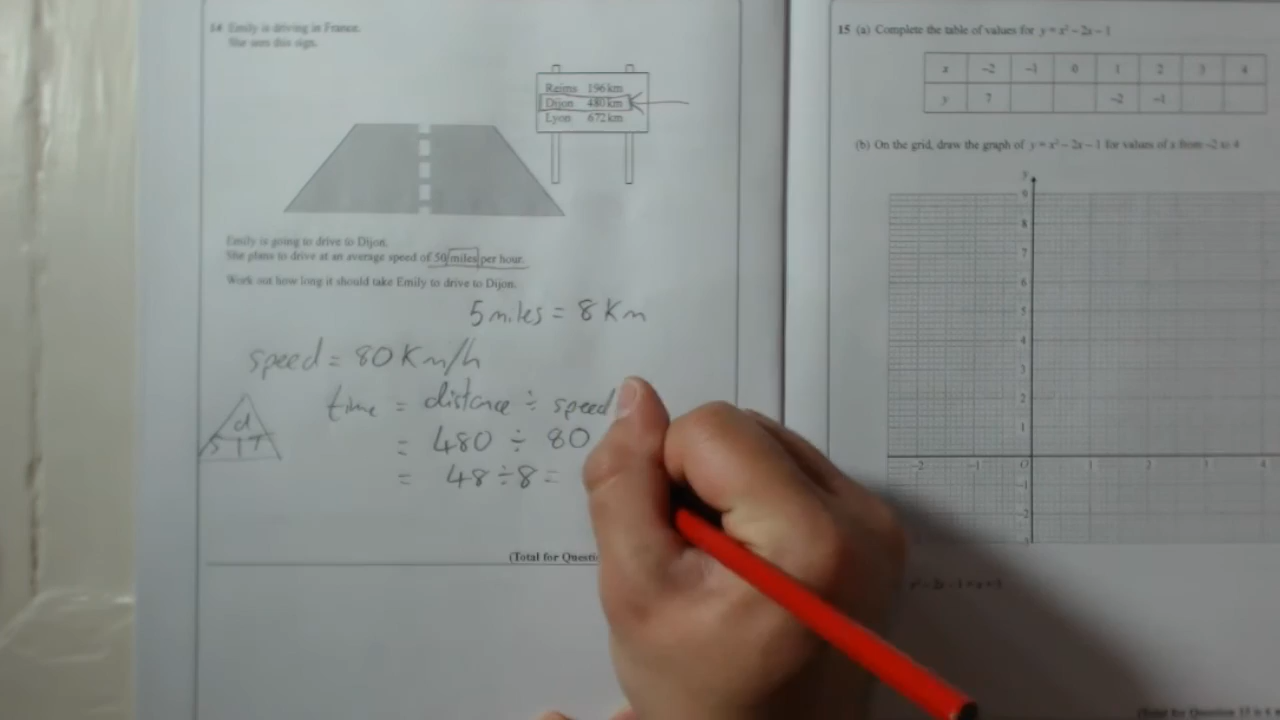 14 Emily is driving in France.
She sees this sign.
Reims 196 km
Dijon 480 km
Lyon 672 km
Emily is going to drive to Dijon.
She plans to drive at an average speed of 50 miles per hour.
Work out how long it should take Emily to drive to Dijon.
5 miles = 8 Km
speed = 80 Km/h
time = distance ÷ speed
d
S T
= 480 ÷ 80
= 48 ÷ 8 =
(Total for Questi
15 (a) Complete the table of values for y = x² – 2x – 1
x –2 –1 0 1 2 3 4
y 7 –2 –1
(b) On the grid, draw the graph of y = x² – 2x – 1 for values of x from –2 to 4
y
9
8
7
6
5
4
3
2
1
–2 –1 O 1 2 3 4
–1
–2
(Total for Question 15 is